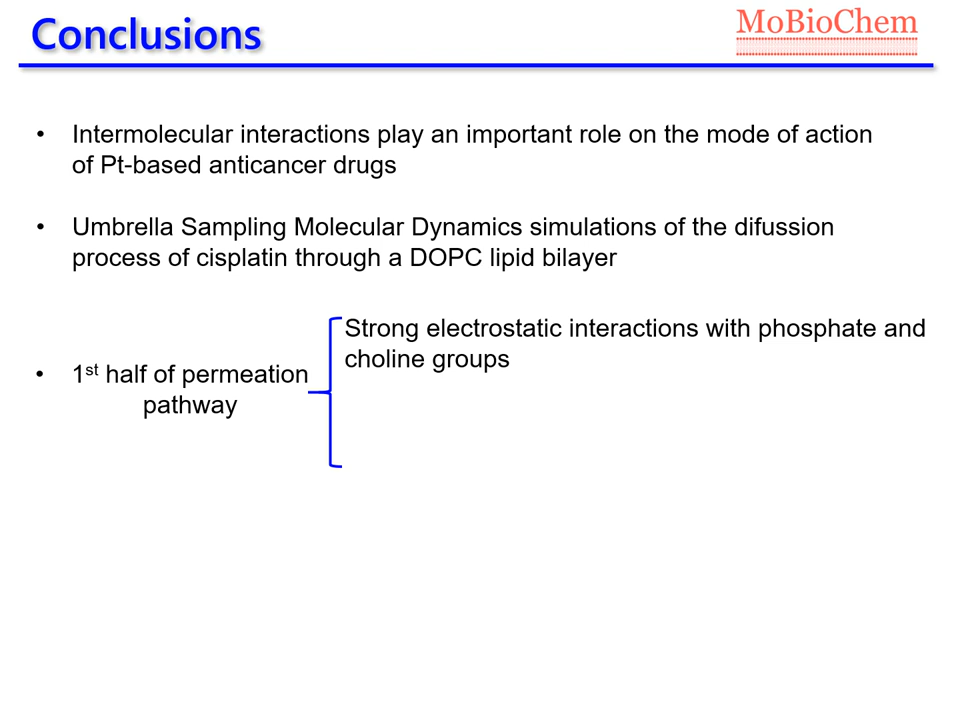 Conclusions
MoBioChem
• Intermolecular interactions play an important role on the mode of action
of Pt-based anticancer drugs
• Umbrella Sampling Molecular Dynamics simulations of the difussion
process of cisplatin through a DOPC lipid bilayer
Strong electrostatic interactions with phosphate and
choline groups
• 1st half of permeation
pathway